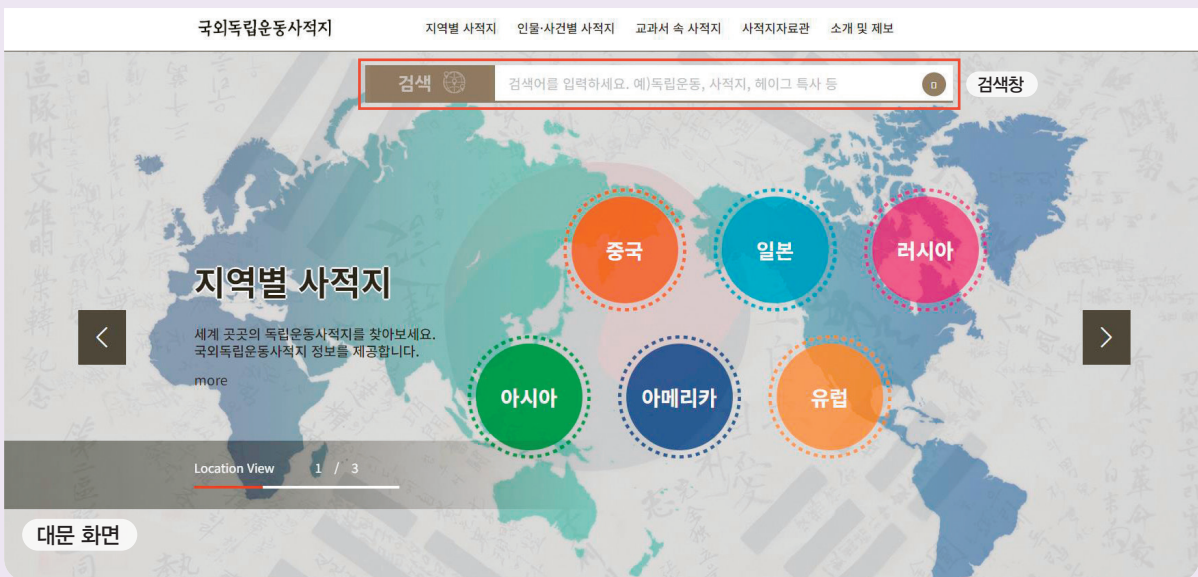 국외독립운동사적지
지역별 사적지 인물·사건별 사적지 교과서 속 사적지 사적지자료관 소개 및 제보
검색 검색어를 입력하세요. 예)독립운동, 사적지, 헤이그 특사 등
검색창
중국 일본 러시아
지역별 사적지
세계 곳곳의 독립운동사적지를 찾아보세요.
국외독립운동사적지 정보를 제공합니다.
more
아시아 아메리카 유럽
Location View 1 / 3
대문 화면